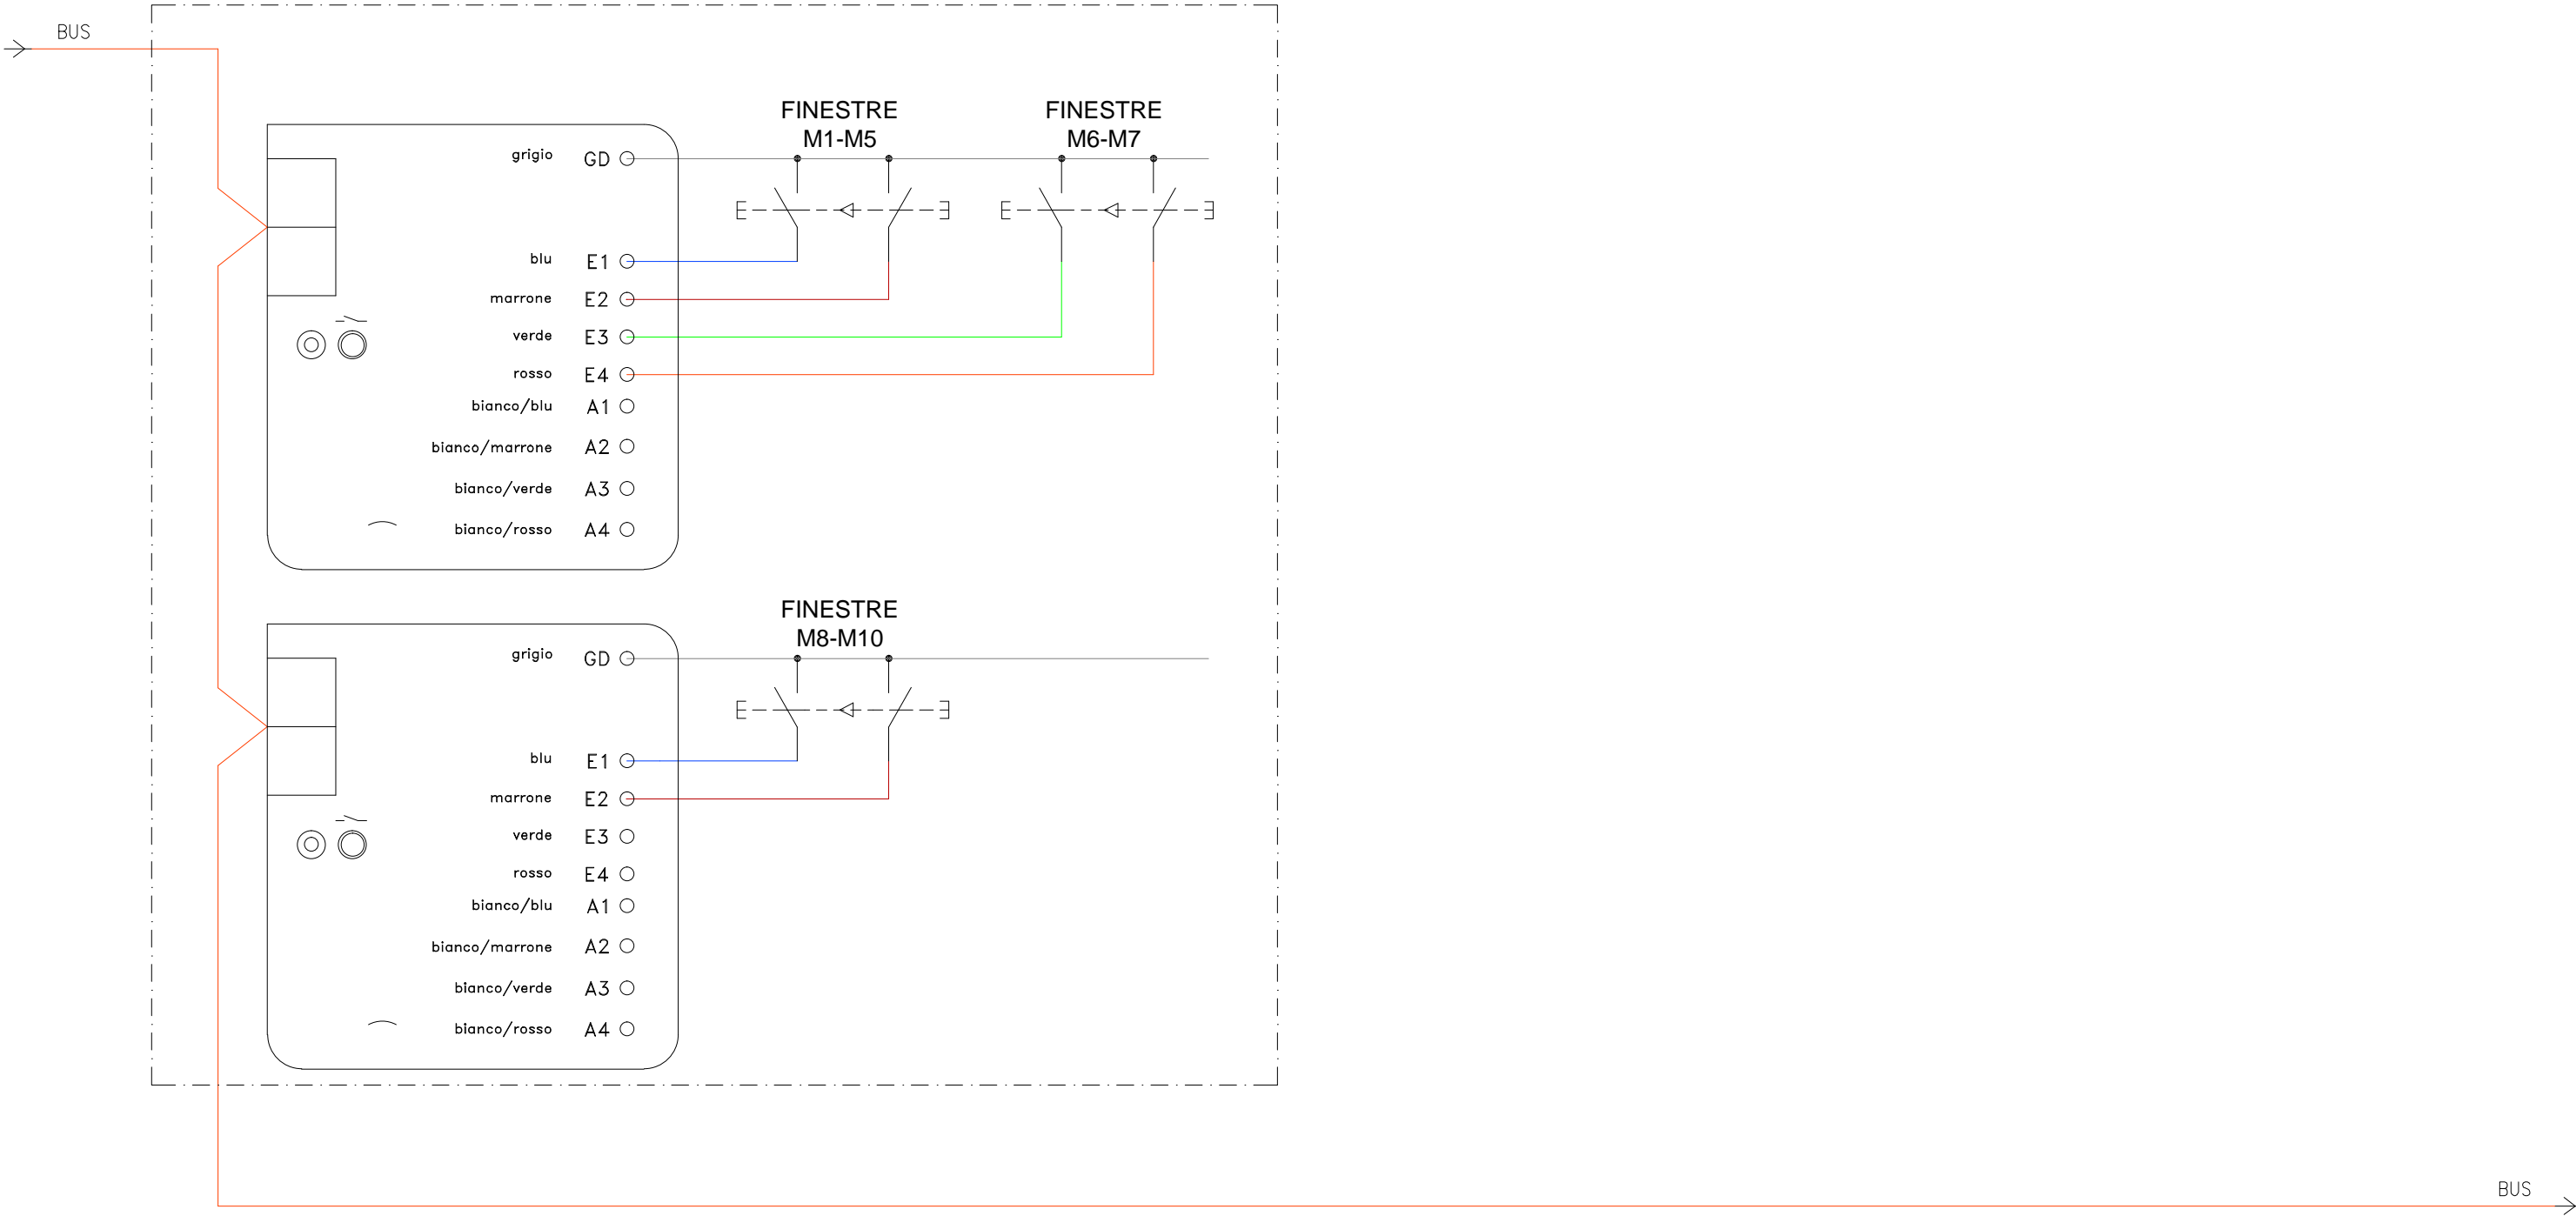 BUS
FINESTRE
M1-M5
FINESTRE
M6-M7
grigio GD
blu E1
marrone E2
verde E3
rosso E4
bianco/blu A1
bianco/marrone A2
bianco/verde A3
bianco/rosso A4
FINESTRE
M8-M10
grigio GD
blu E1
marrone E2
verde E3
rosso E4
bianco/blu A1
bianco/marrone A2
bianco/verde A3
bianco/rosso A4
BUS